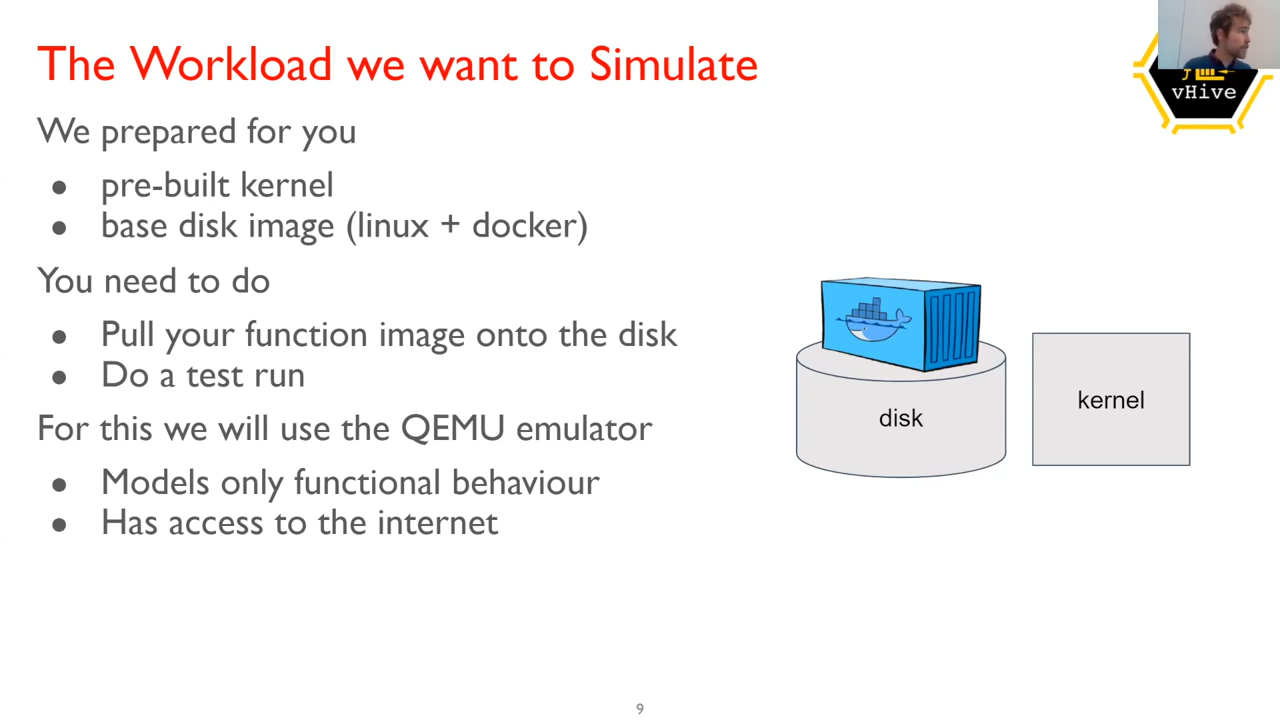 The Workload we want to Simulate
vHive
We prepared for you
● pre-built kernel
● base disk image (linux + docker)
You need to do
● Pull your function image onto the disk
● Do a test run
For this we will use the QEMU emulator
● Models only functional behaviour
● Has access to the internet
disk
kernel
9